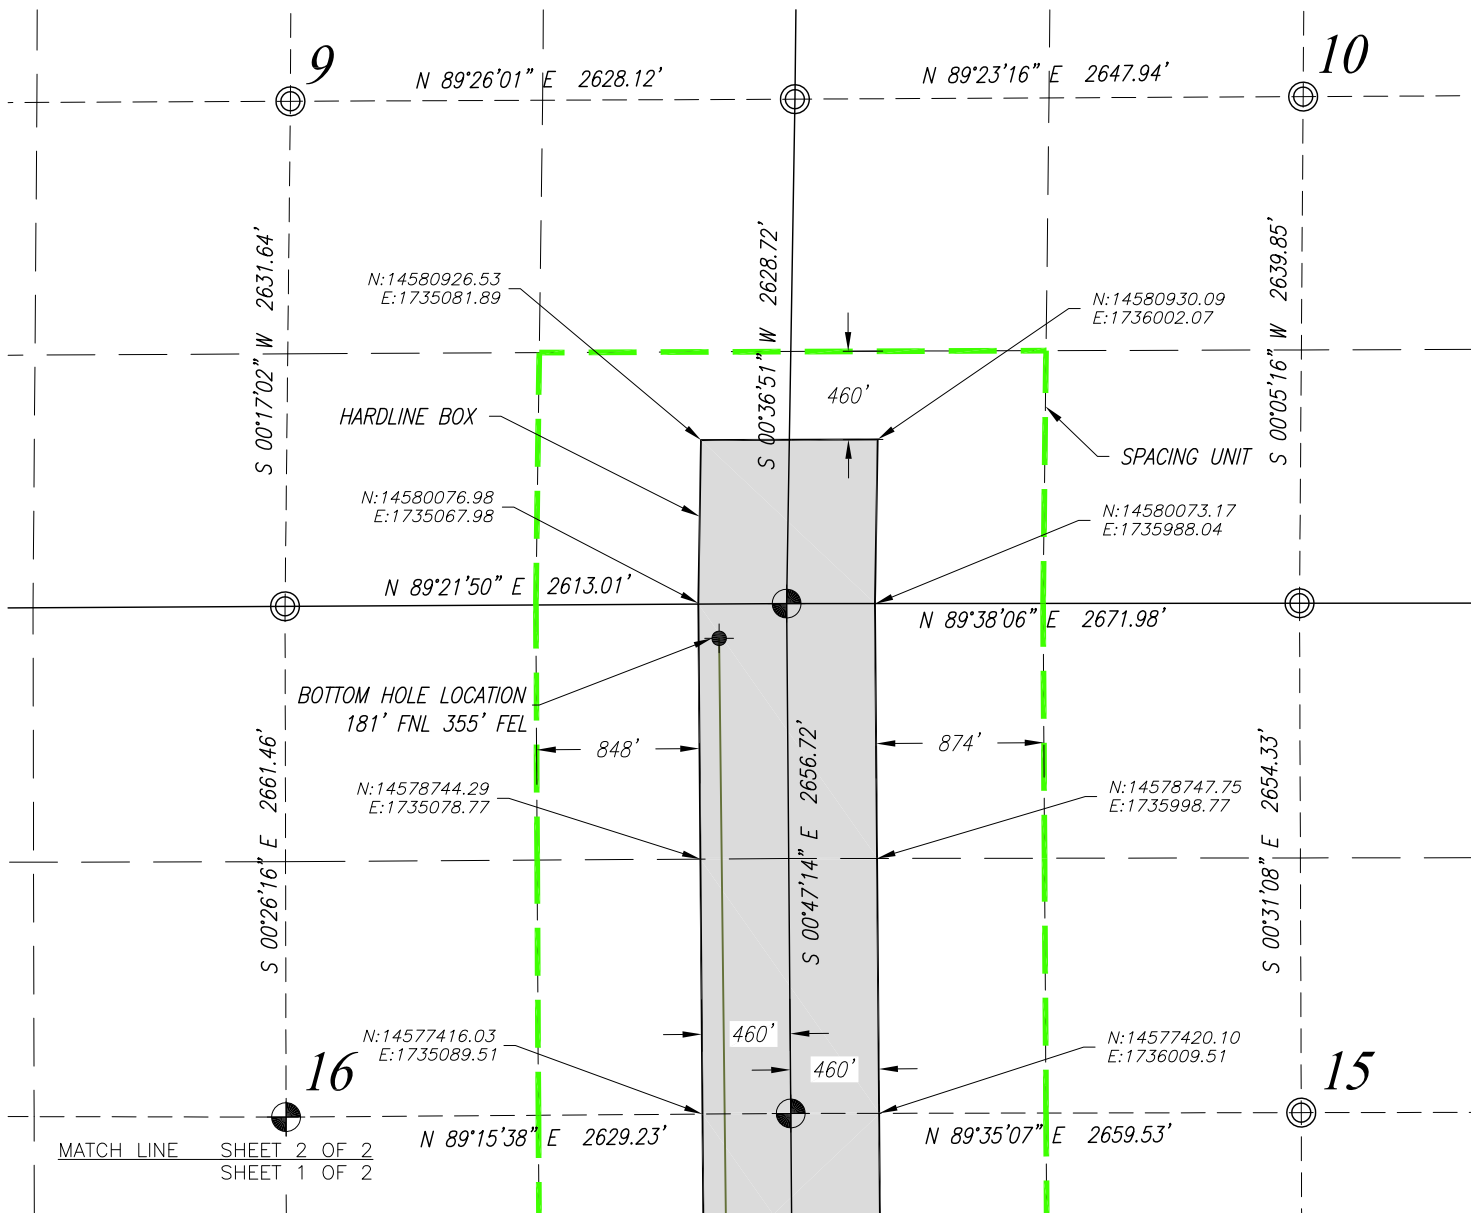 9
10
N 89°26'01" E 2628.12'
N 89°23'16" E 2647.94'
S 00°17'02" W 2631.64'
S 00°36'51" W 2628.72'
S 00°05'16" W 2639.85'
N:14580926.53
E:1735081.89
N:14580930.09
E:1736002.07
460'
HARDLINE BOX
SPACING UNIT
N:14580076.98
E:1735067.98
N:14580073.17
E:1735988.04
N 89°21'50" E 2613.01'
N 89°38'06" E 2671.98'
BOTTOM HOLE LOCATION
181' FNL 355' FEL
848'
874'
S 00°26'16" E 2661.46'
S 00°47'14" E 2656.72'
S 00°31'08" E 2654.33'
N:14578744.29
E:1735078.77
N:14578747.75
E:1735998.77
460'
460'
N:14577416.03
E:1735089.51
N:14577420.10
E:1736009.51
16
15
N 89°15'38" E 2629.23'
N 89°35'07" E 2659.53'
MATCH LINE SHEET 2 OF 2
SHEET 1 OF 2